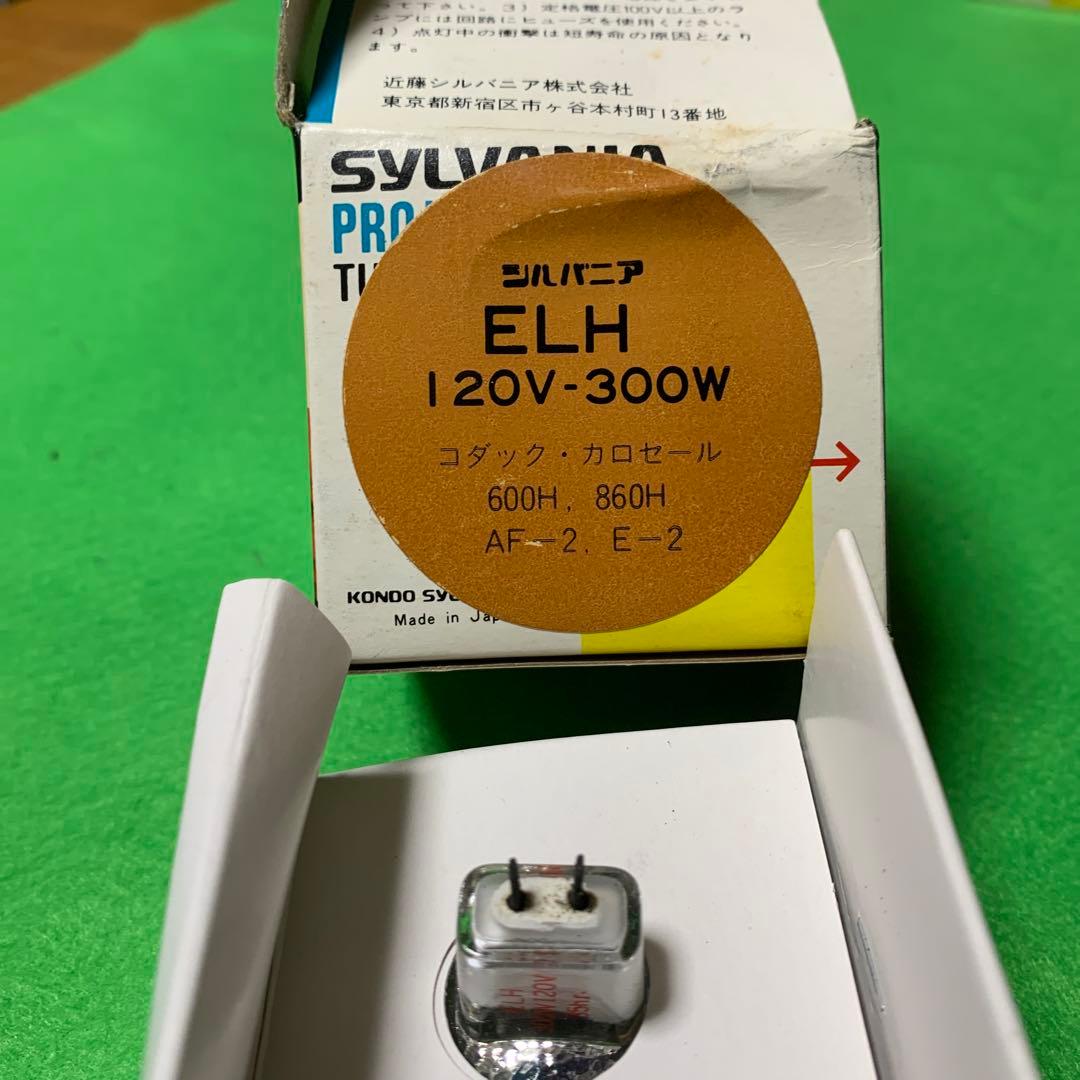 って下さい。3) 定格電圧100V以上のラ
ンプには回路にヒューズを使用ください。
4) 点灯中の衝撃は短寿命の原因となり
ます。
近藤シルバニア株式会社
東京都新宿区市ヶ谷本村町13番地
SYLVANIA
シルバニア
ELH
120V-300W
コダック・カロセール
600H, 860H
AF-2, E-2
KONDO
Made in
ELH